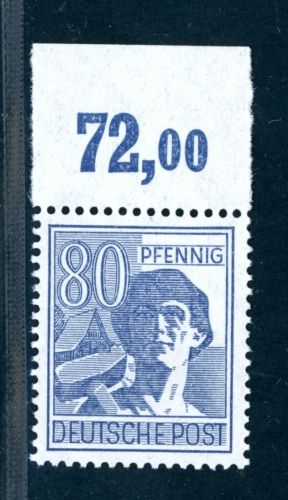 72,00
80 PFENNIG
DEUTSCHE POST